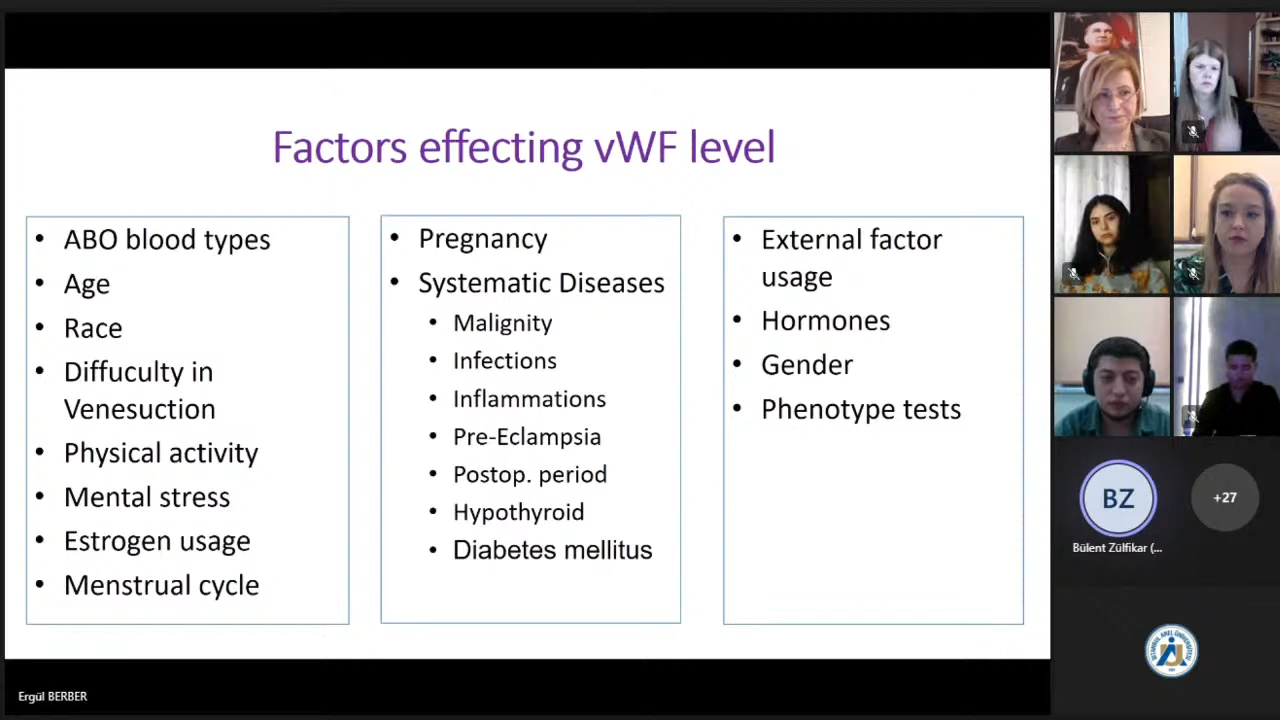 Factors effecting vWF level
ABO blood types
Age
Race
Diffuculty in
Venesuction
Physical activity
Mental stress
Estrogen usage
Menstrual cycle
Pregnancy
Systematic Diseases
Malignity
Infections
Inflammations
Pre-Eclampsia
Postop. period
Hypothyroid
Diabetes mellitus
External factor
usage
Hormones
Gender
Phenotype tests
BZ
+27
Bülent Zülfikar (...
Ergül BERBER